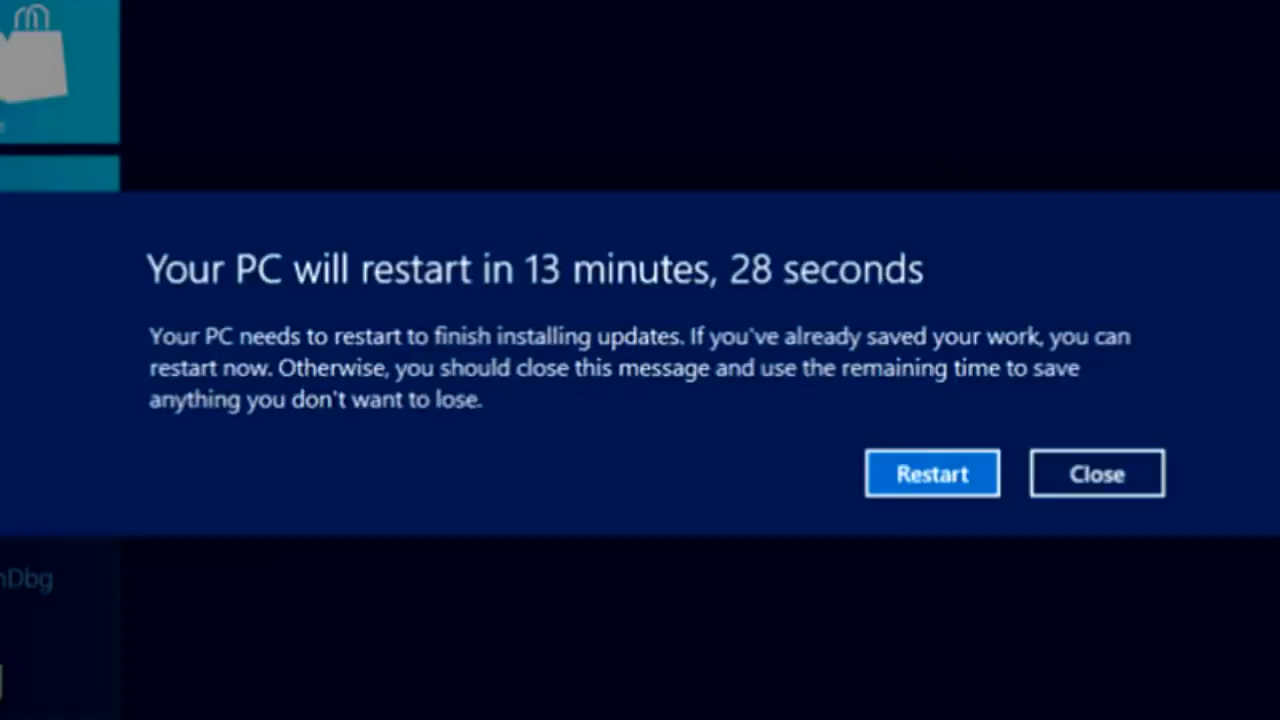 Your PC will restart in 13 minutes, 28 seconds
Your PC needs to restart to finish installing updates. If you've already saved your work, you can
restart now. Otherwise, you should close this message and use the remaining time to save
anything you don't want to lose.
Restart Close
nDbg